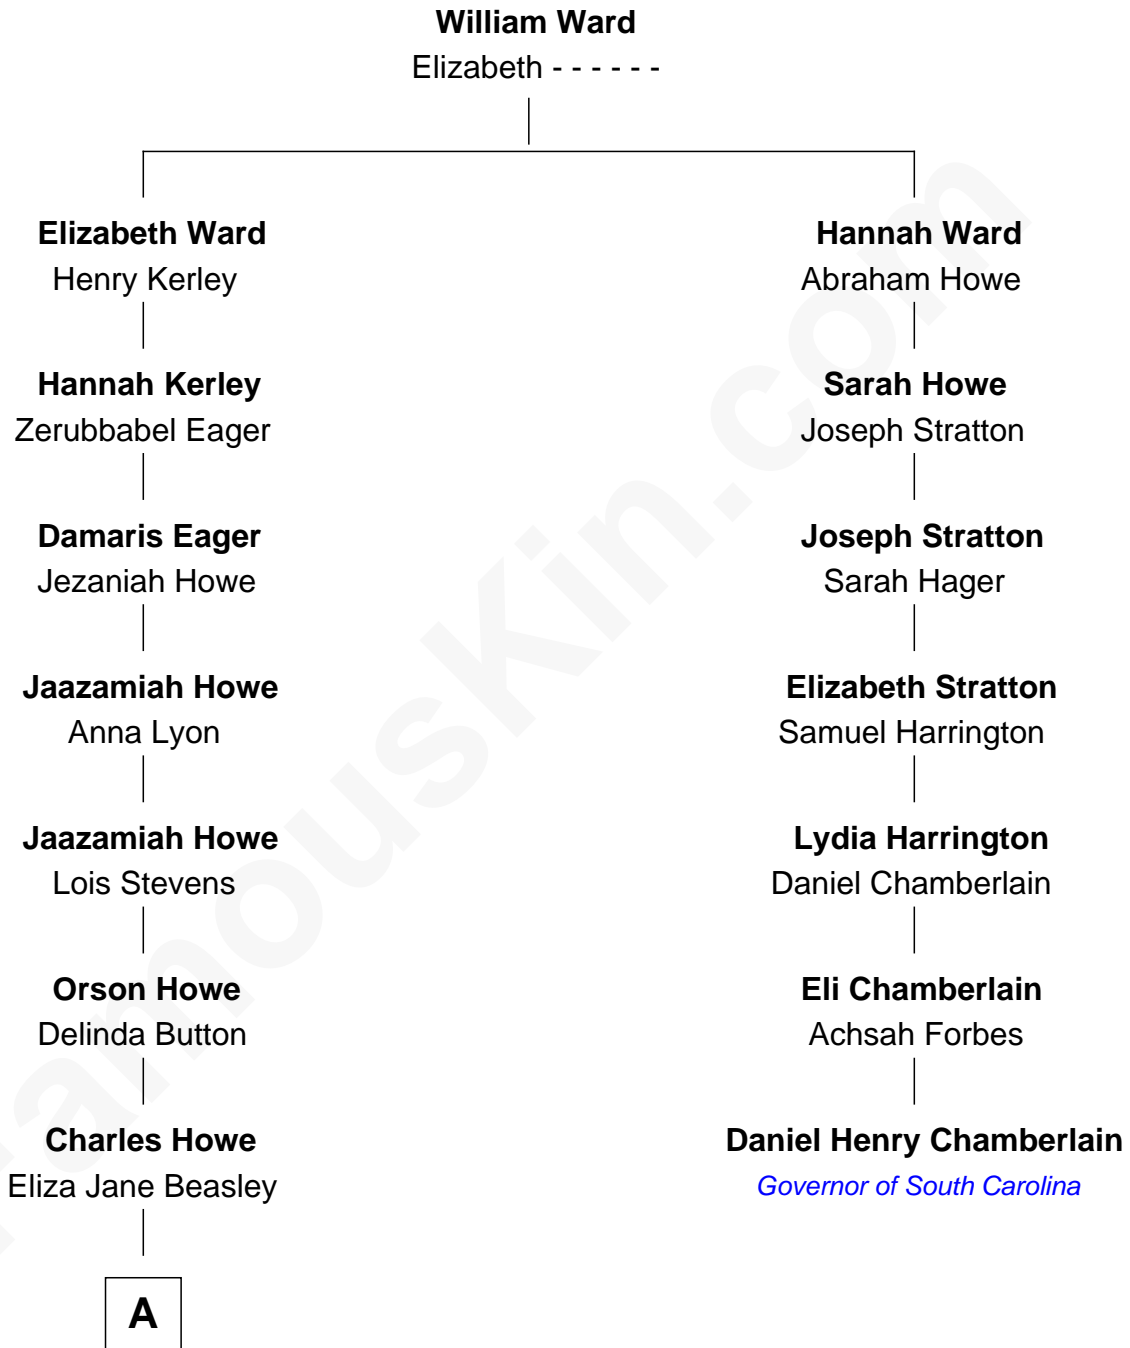 William Ward
Elizabeth - - - - - -
Elizabeth Ward
Henry Kerley
Hannah Ward
Abraham Howe
Hannah Kerley
Zerubbabel Eager
Sarah Howe
Joseph Stratton
Damaris Eager
Jezaniah Howe
Joseph Stratton
Sarah Hager
Jaazamiah Howe
Anna Lyon
Elizabeth Stratton
Samuel Harrington
Jaazamiah Howe
Lois Stevens
Lydia Harrington
Daniel Chamberlain
Orson Howe
Delinda Button
Eli Chamberlain
Achsah Forbes
Charles Howe
Eliza Jane Beasley
Daniel Henry Chamberlain
Governor of South Carolina
A
FamousKin.com